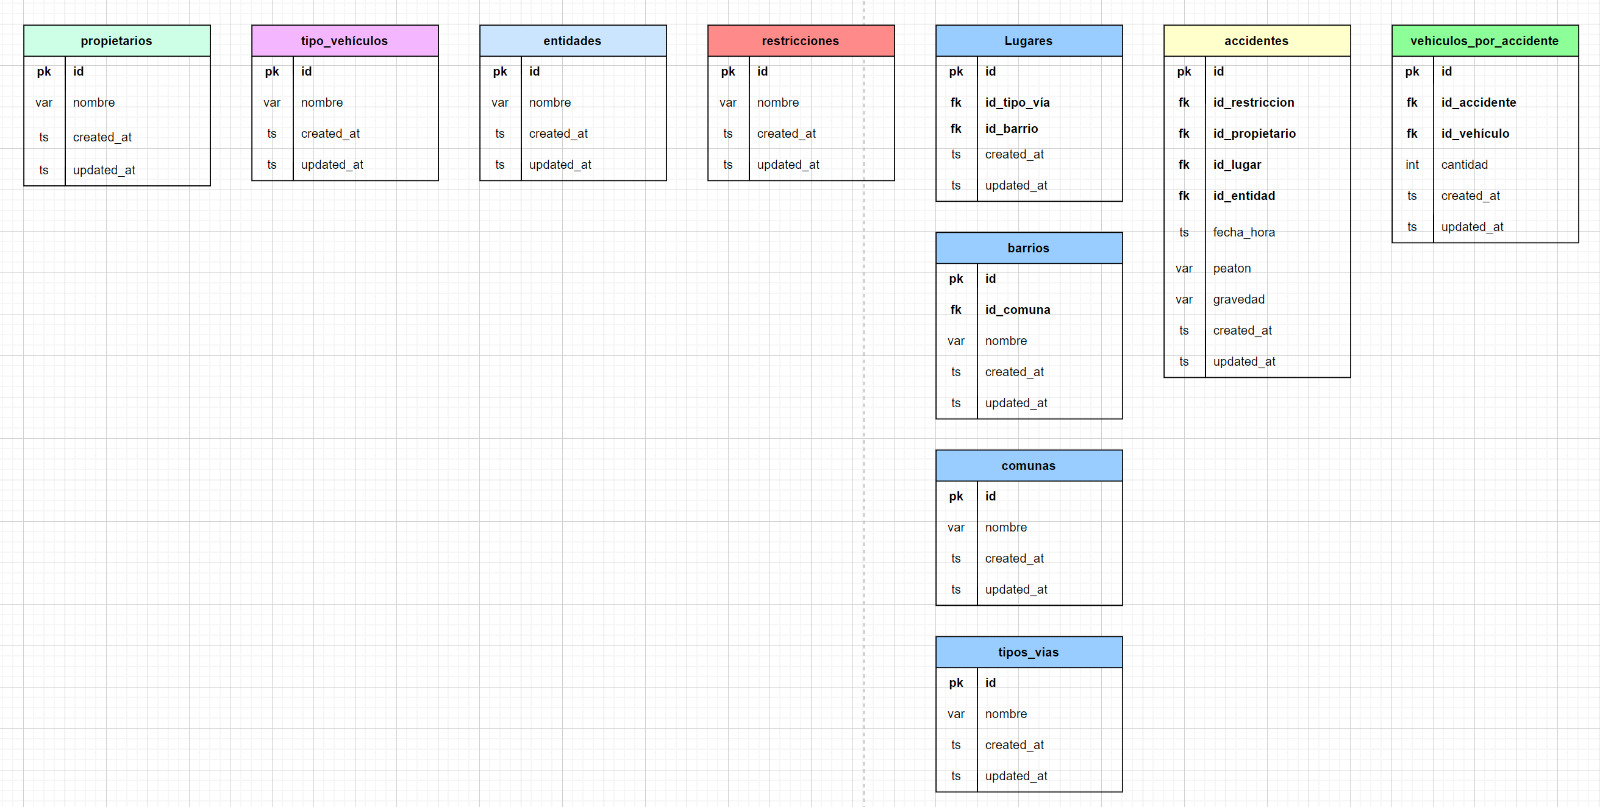 propietarios
pk id
var nombre
ts created_at
ts updated_at
tipo_vehiculos
pk id
var nombre
ts created_at
ts updated_at
entidades
pk id
var nombre
ts created_at
ts updated_at
restricciones
pk id
var nombre
ts created_at
ts updated_at
Lugares
pk id
fk id_tipo_via
fk id_barrio
ts created_at
ts updated_at
barrios
pk id
fk id_comuna
var nombre
ts created_at
ts updated_at
comunas
pk id
var nombre
ts created_at
ts updated_at
tipos_vias
pk id
var nombre
ts created_at
ts updated_at
accidentes
pk id
fk id_restriccion
fk id_propietario
fk id_lugar
fk id_entidad
ts fecha_hora
var peaton
var gravedad
ts created_at
ts updated_at
vehiculos_por_accidente
pk id
fk id_accidente
fk id_vehiculo
int cantidad
ts created_at
ts updated_at